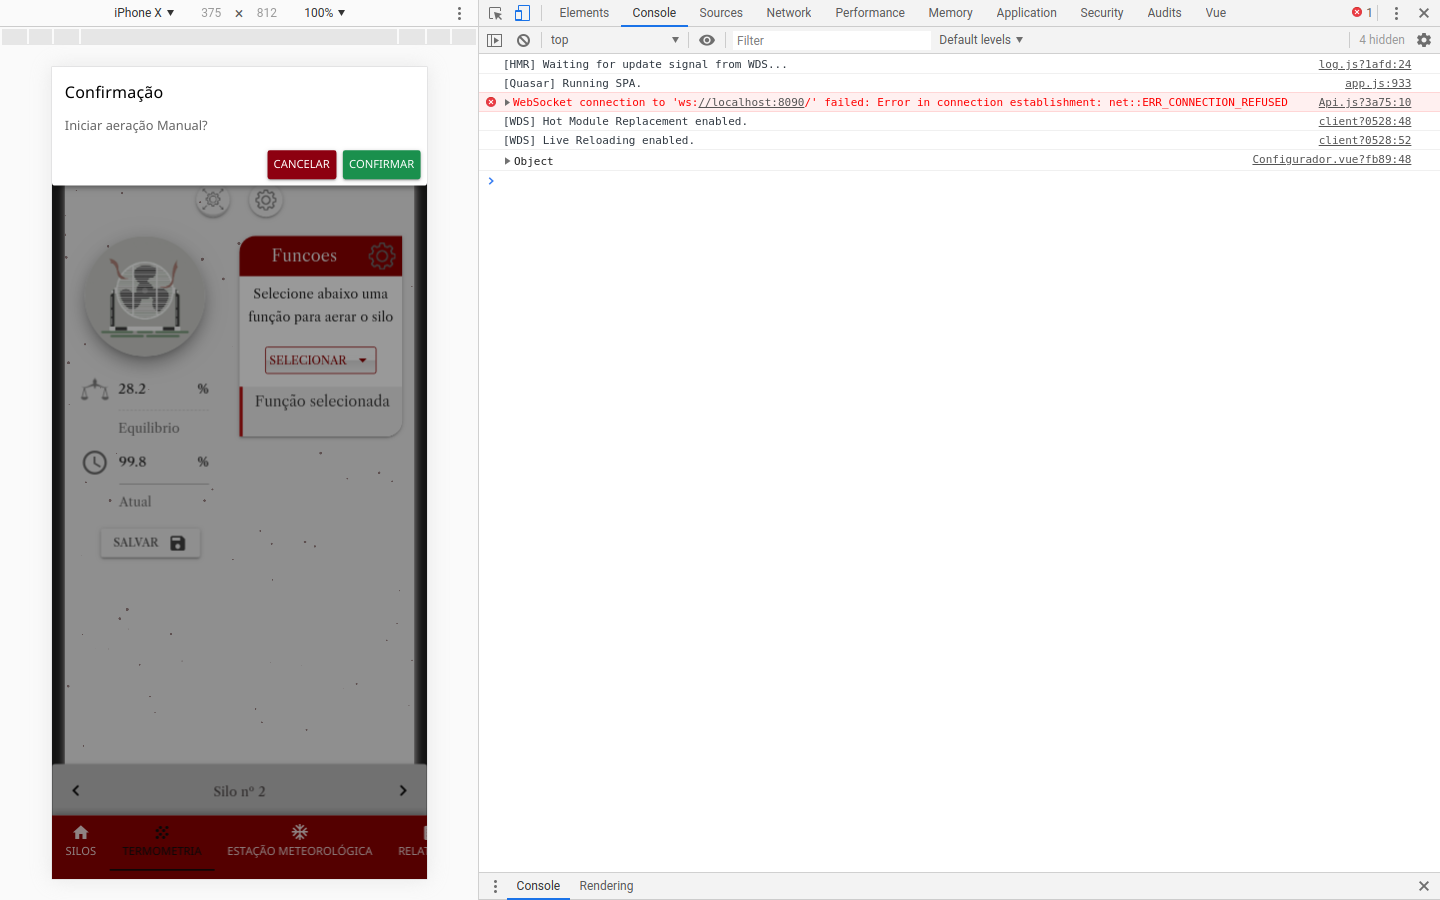 iPhone X 375 × 812 100%
Confirmação
Iniciar aeração Manual?
CANCELAR CONFIRMAR
Funcoes
Selecione abaixo uma
função para aerar o silo
SELECIONAR
Função selecionada
28.2 %
Equilibrio
99.8 %
Atual
SALVAR
Silo nº 2
SILOS TERMOMETRIA ESTAÇÃO METEOROLÓGICA RELAT
Elements Console Sources Network Performance Memory Application Security Audits Vue 1
top Filter Default levels 4 hidden
[HMR] Waiting for update signal from WDS... log.js?1afd:24
[Quasar] Running SPA. app.js:933
WebSocket connection to 'ws://localhost:8090/' failed: Error in connection establishment: net::ERR_CONNECTION_REFUSED Api.js?3a75:10
[WDS] Hot Module Replacement enabled. client?0528:48
[WDS] Live Reloading enabled. client?0528:52
Object Configurador.vue?fb89:48
Console Rendering